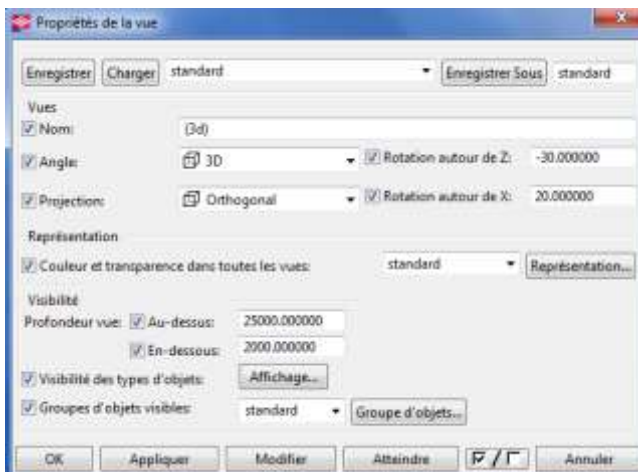 Propriétés de la vue
Enregistrer Charger standard Enregistrer Sous standard
Vues
Nom: (3d)
Angle: 3D Rotation autour de Z: -30.000000
Projection: Orthogonal Rotation autour de X: 20.000000
Représentation
Couleur et transparence dans toutes les vues: standard Représentation...
Visibilité
Profondeur vue: Au-dessus: 25000.000000
En-dessous: 2000.000000
Visibilité des types d'objets: Affichage...
Groupes d'objets visibles: standard Groupe d'objets...
OK Appliquer Modifier Atteindre / Annuler